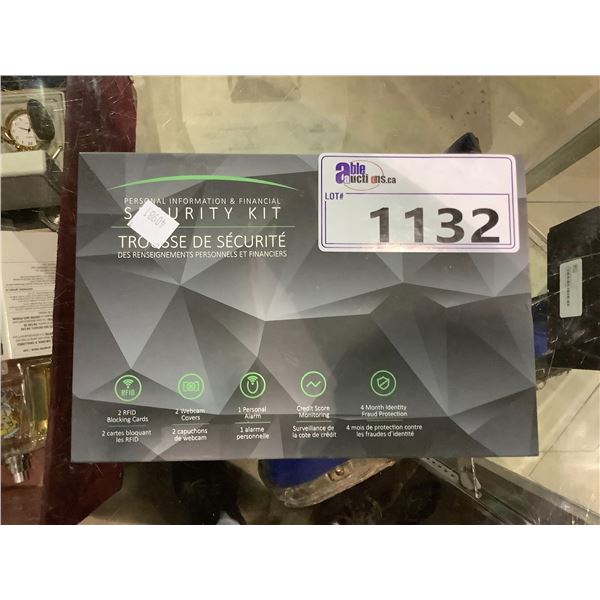 PERSONAL INFORMATION & FINANCIAL
SECURITY KIT
TROUSSE DE SÉCURITÉ
DES RENSEIGNEMENTS PERSONNELS ET FINANCIERS
40981
able
auctions.ca
LOT#
1132
RFID
2 RFID
Blocking Cards
2 cartes bloquant
les RFID
2 Webcam
Covers
2 capuchons
de webcam
1 Personal
Alarm
1 alarme
personnelle
Credit Score
Monitoring
Surveillance de
la cote de crédit
4 Month Identity
Fraud Protection
4 mois de protection contre
les fraudes d'identité